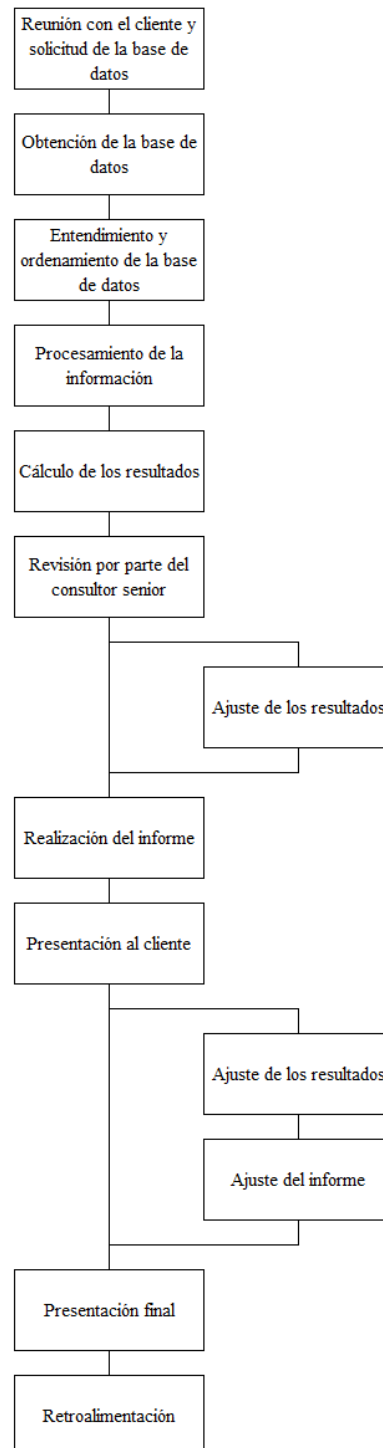 Reunión con el cliente y
solicitud de la base de
datos
Obtención de la base de
datos
Entendimiento y
ordenamiento de la base
de datos
Procesamiento de la
información
Cálculo de los resultados
Revisión por parte del
consultor senior
Ajuste de los resultados
Realización del informe
Presentación al cliente
Ajuste de los resultados
Ajuste del informe
Presentación final
Retroalimentación